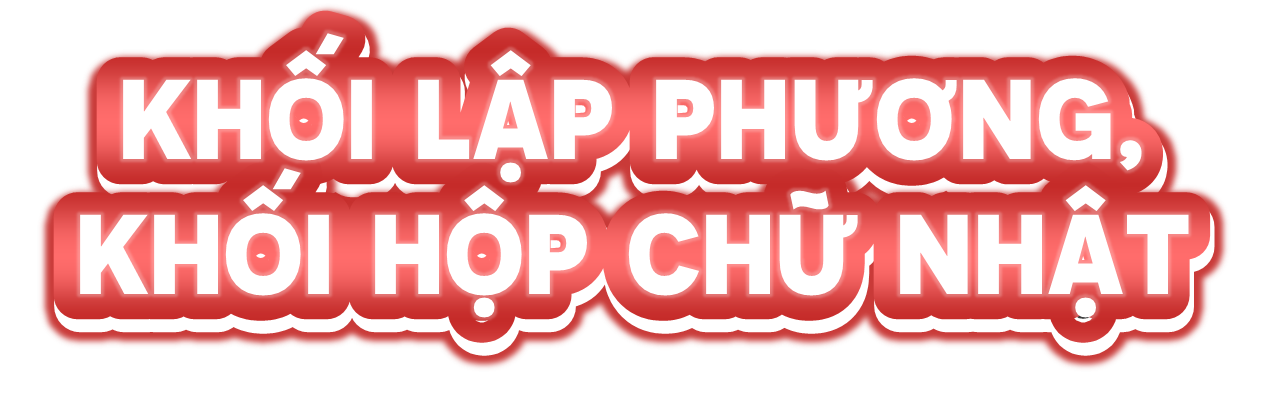 KHỐI LẬP PHƯƠNG,
KHỐI HỘP CHỮ NHẬT